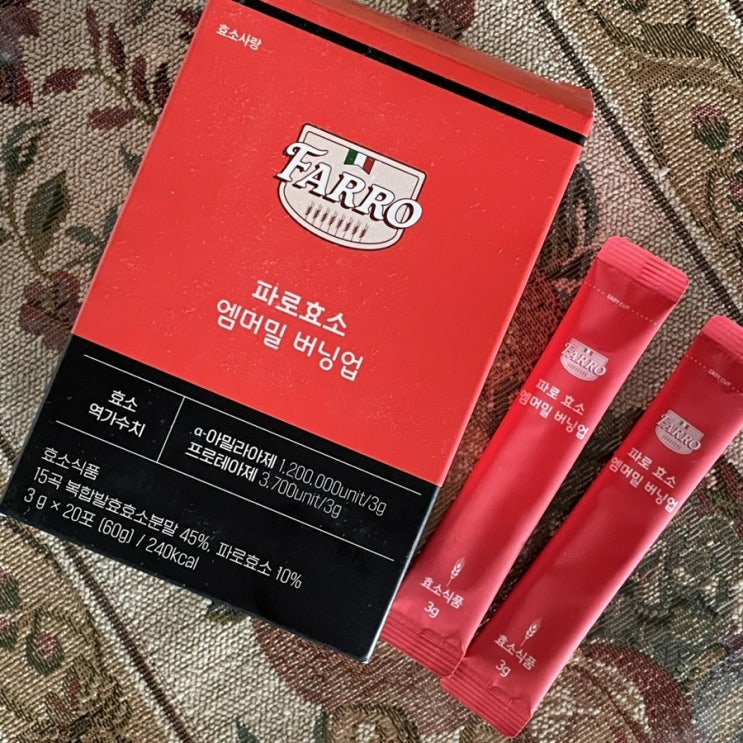 효소사랑
FARRO
파로효소
엠머밀 버닝업
효소
역가수치
α-아밀라아제 1,200,000unit/3g
프로테아제 3,700unit/3g
효소식품
15곡 복합발효효소분말 45%, 파로효소 10%
3 g × 20포 (60g) / 240kcal
EASY CUT
FARRO
파로 효소
엠머밀 버닝업
효소식품
3g
EASY CUT
FARRO
파로 효소
엠머밀 버닝업
효소식품
3g